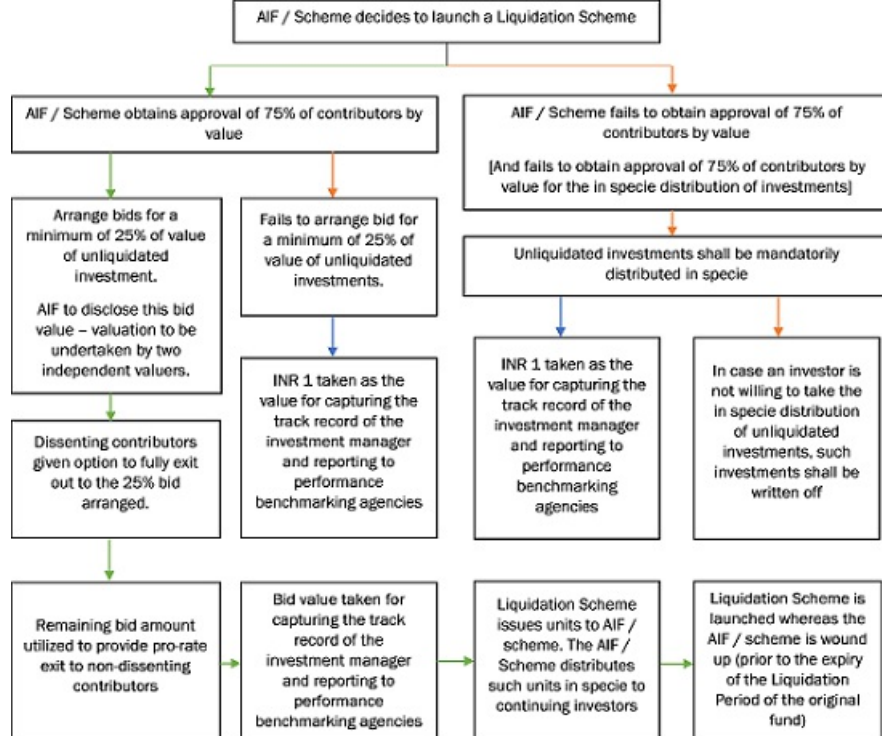 AIF / Scheme decides to launch a Liquidation Scheme
AIF / Scheme obtains approval of 75% of contributors by
value
AIF / Scheme fails to obtain approval of 75% of
contributors by value
[And fails to obtain approval of 75% of contributors by
value for the in specie distribution of investments]
Arrange bids for a
minimum of 25% of value
of unliquidated
investment.
AIF to disclose this bid
value – valuation to be
undertaken by two
independent valuers.
Fails to arrange bid for
a minimum of 25% of
value of unliquidated
investments.
Unliquidated investments shall be mandatorily
distributed in specie
INR 1 taken as the
value for capturing the
track record of the
investment manager
and reporting to
performance
benchmarking agencies
INR 1 taken as the
value for capturing the
track record of the
investment manager
and reporting to
performance
benchmarking
agencies
In case an investor is
not willing to take the
in specie distribution
of unliquidated
investments, such
investments shall be
written off
Dissenting contributors
given option to fully exit
out to the 25% bid
arranged.
Remaining bid amount
utilized to provide pro-rate
exit to non-dissenting
contributors
Bid value taken for
capturing the track
record of the
investment manager
and reporting to
performance
benchmarking agencies
Liquidation Scheme
issues units to AIF /
scheme. The AIF /
Scheme distributes
such units in specie to
continuing investors
Liquidation Scheme is
launched whereas the
AIF / scheme is wound
up (prior to the expiry
of the Liquidation
Period of the original
fund)